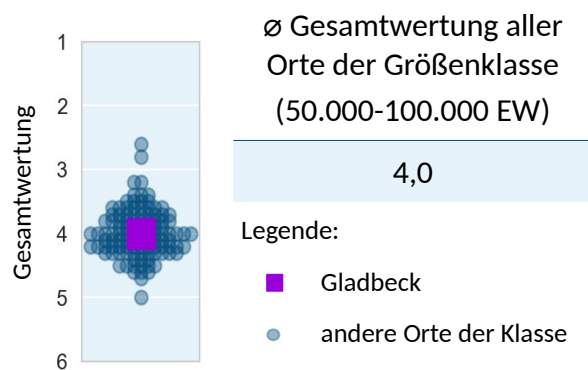 Gesamtwertung
1
2
3
4
5
6
⌀ Gesamtwertung aller
Orte der Größenklasse
(50.000-100.000 EW)
4,0
Legende:
Gladbeck
andere Orte der Klasse